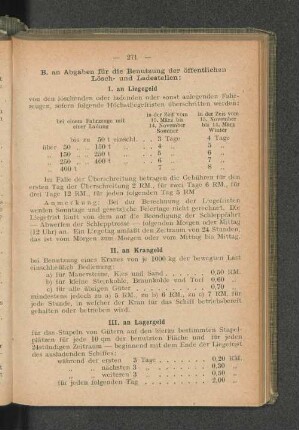 — 271 —
B. an Abgaben für die Benutzung der öffentlichen
Lösch- und Ladestellen:
I. an Liegegeld
von den löschenden oder ladenden oder sonst anliegenden Fahr-
zeugen, sofern folgende Höchstliegefristen überschritten werden:
bei einem Fahrzeuge mit einer Ladung
in der Zeit vom 15. März bis 14. November Sommer
in der Zeit vom 15. November bis 14. März Winter
bis zu 50 t einschl. . . 3 Tage 4 Tage
über 50 „ 150 t „ . . 4 „ 5 „
„ 150 „ 250 t „ . . 5 „ 6 „
„ 250 „ 400 t „ . . 6 „ 7 „
„ 400 t . . 7 „ 8 „
Im Falle der Überschreitung betragen die Gebühren für den
ersten Tag der Überschreitung 2 RM, für zwei Tage 6 RM, für
drei Tage 12 RM, für jeden folgenden Tag 5 RM
Anmerkung: Bei der Berechnung der Liegefristen
werden Sonntage und gesetzliche Feiertage nicht gerechnet. Die
Liegefrist läuft von dem auf die Beendigung der Schleppfahrt
— Abwerfen der Schlepptrosse — folgenden Morgen oder Mittag
(12 Uhr) an. Ein Liegetag umfaßt den Zeitraum von 24 Stunden,
das ist vom Morgen zum Morgen oder vom Mittag bis Mittag.
II. an Krangeld
bei Benutzung eines Kranes von je 1000 kg der bewegten Last
einschließlich Bedienung:
a) für Mauersteine, Kies und Sand . . . 0,50 RM.
b) für kleine Steinkohle, Braunkohle und Torf . 0,60 „
c) für alle übrigen Güter . . . 0,70 „
mindestens jedoch zu a) 5 RM, zu b) 6 RM, zu c) 7 RM, für
jede Stunde, in welcher der Kran für das Schiff betriebsbereit
gehalten oder betrieben wird.
III. an Lagergeld
für das Stapeln von Gütern auf den hierzu bestimmten Stapel-
plätzen für jede 10 qm der benutzten Fläche und für jeden
24stündigen Zeitraum — beginnend mit dem Ende der Liegefrist
des ausladenden Schiffes:
während der ersten 3 Tage . . . 0,20 RM.
„ „ nächsten 3 „ . . . 0,30 „
„ „ weiteren 3 „ . . . 0,50 „
für jeden folgenden Tag . . . 2,00 „